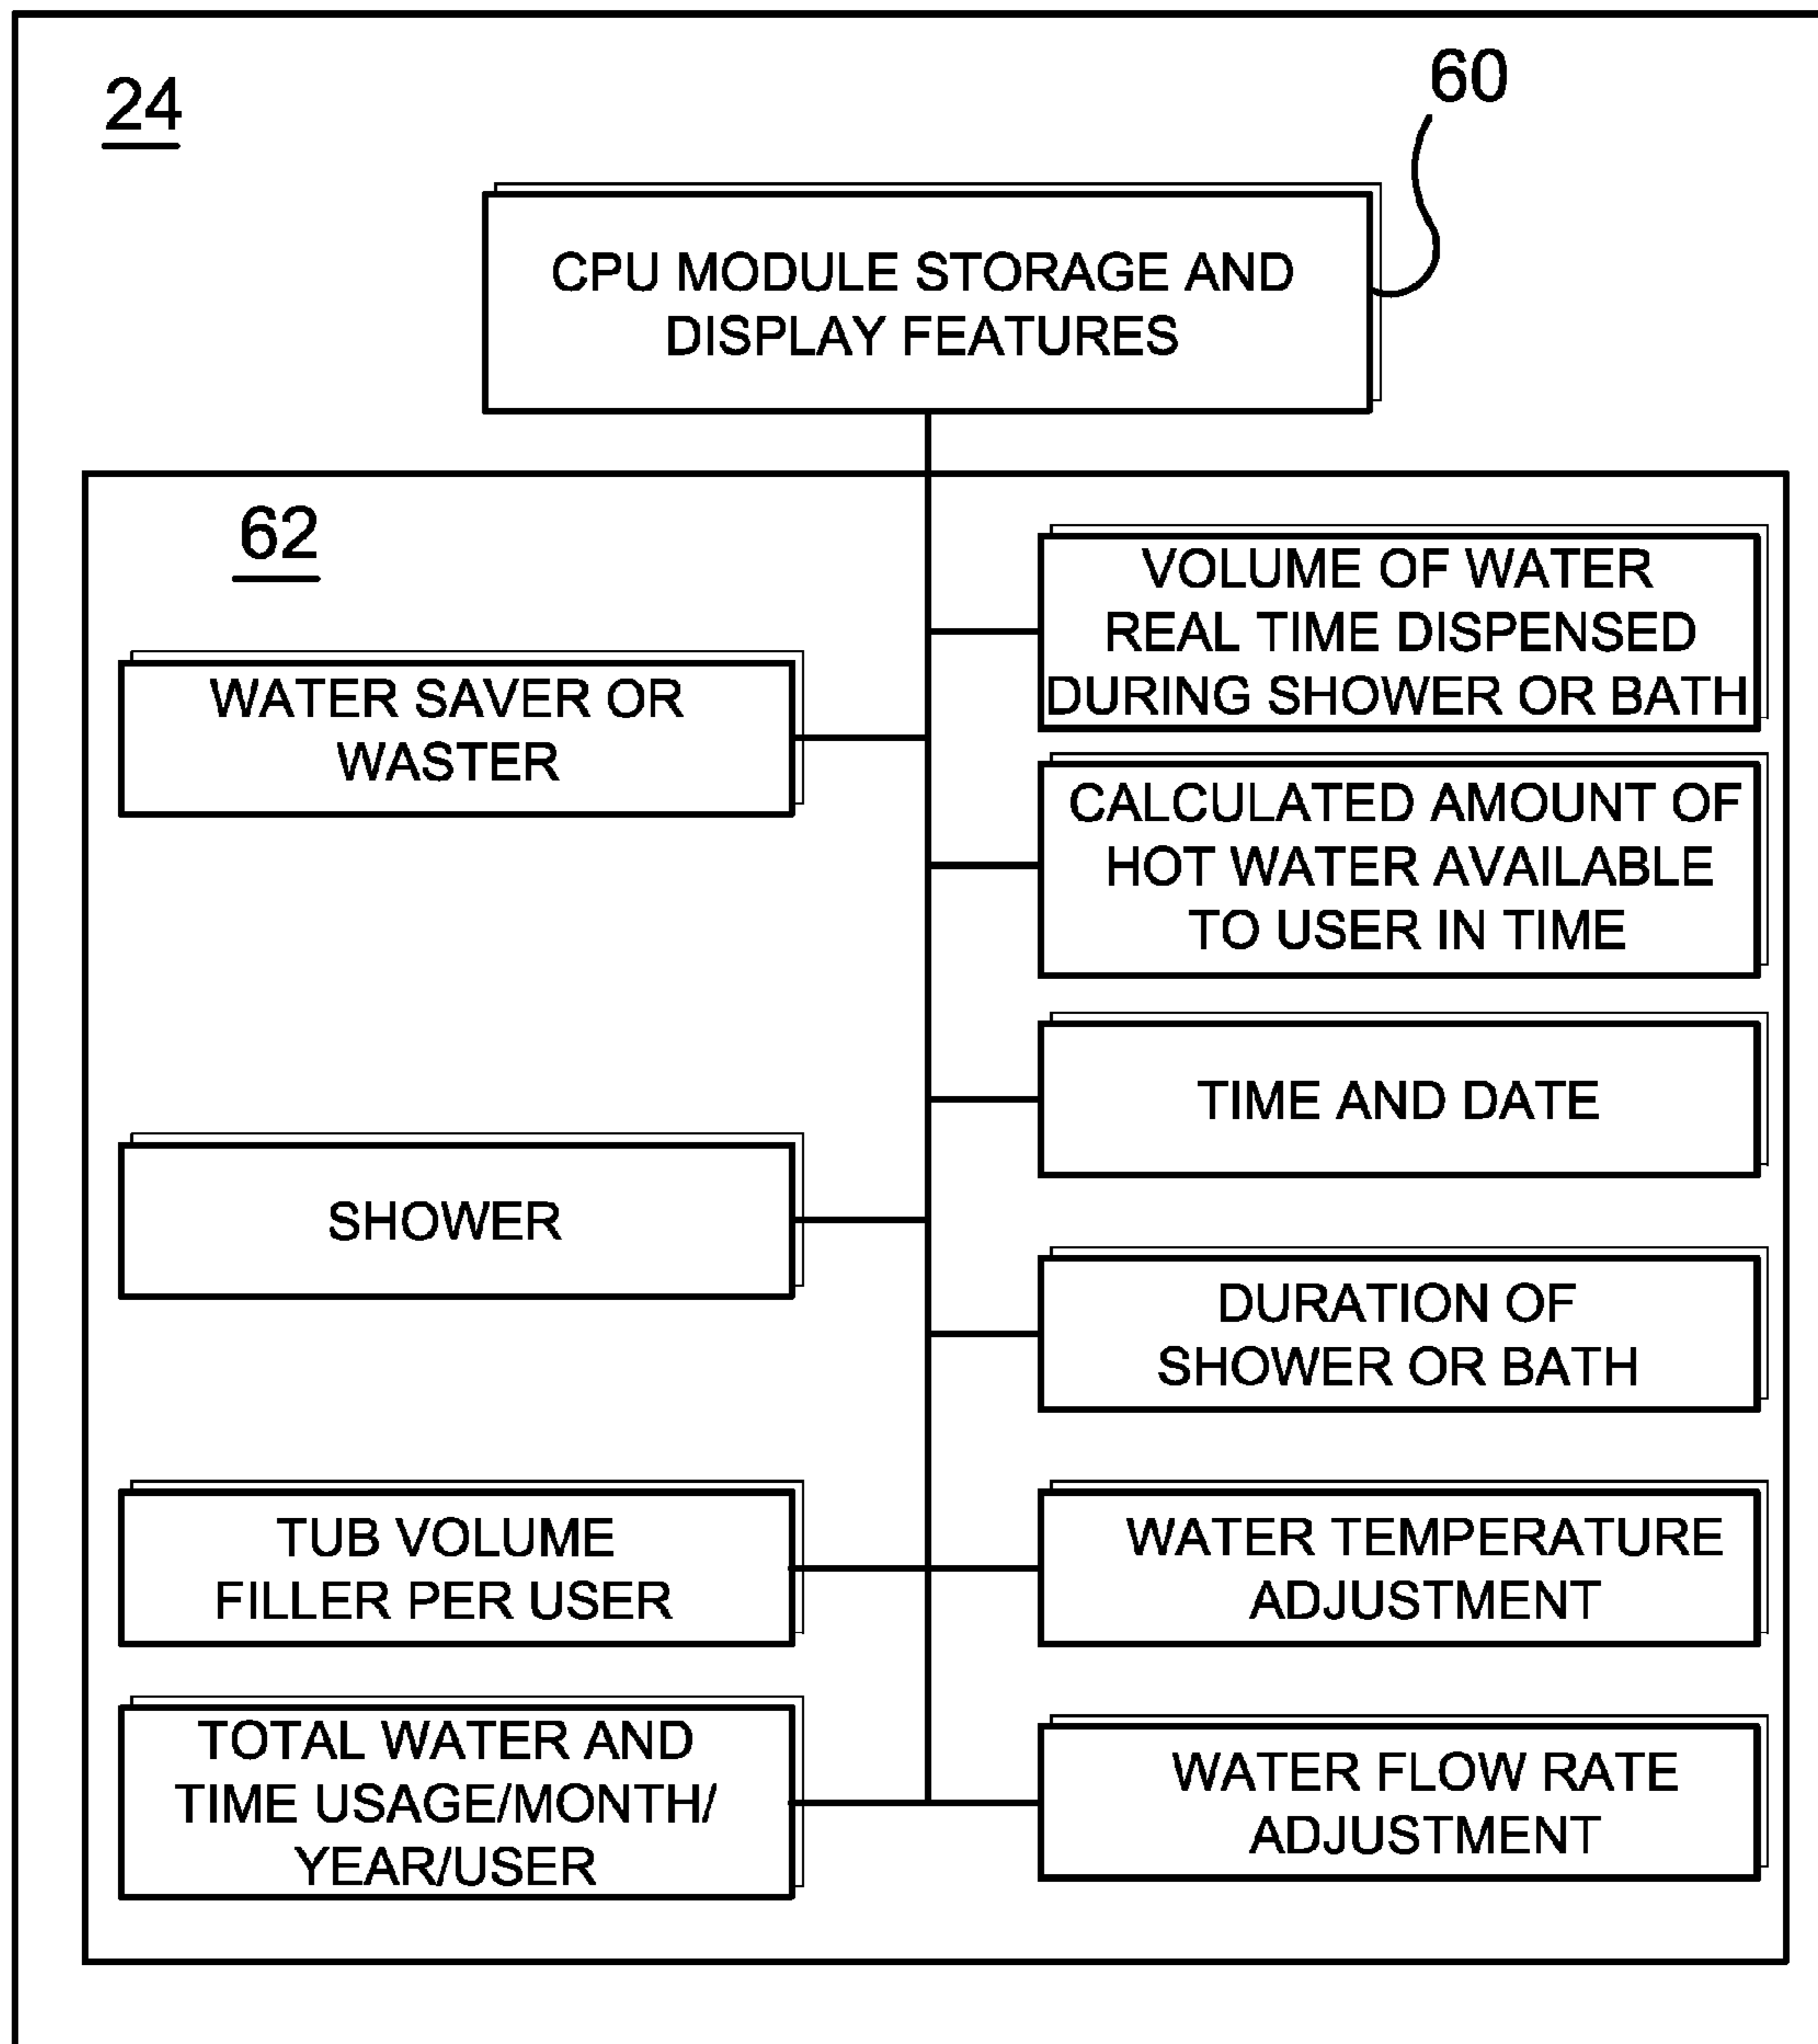 24
60
CPU MODULE STORAGE AND
DISPLAY FEATURES
62
WATER SAVER OR
WASTER
SHOWER
TUB VOLUME
FILLER PER USER
TOTAL WATER AND
TIME USAGE/MONTH/
YEAR/USER
VOLUME OF WATER
REAL TIME DISPENSED
DURING SHOWER OR BATH
CALCULATED AMOUNT OF
HOT WATER AVAILABLE
TO USER IN TIME
TIME AND DATE
DURATION OF
SHOWER OR BATH
WATER TEMPERATURE
ADJUSTMENT
WATER FLOW RATE
ADJUSTMENT